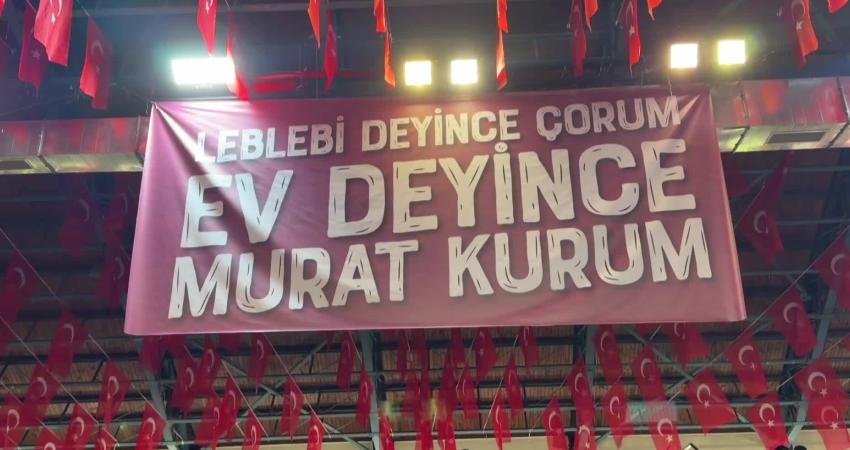 LEBLEBİ DEYİNCE ÇORUM
EV DEYİNCE
MURAT KURUM